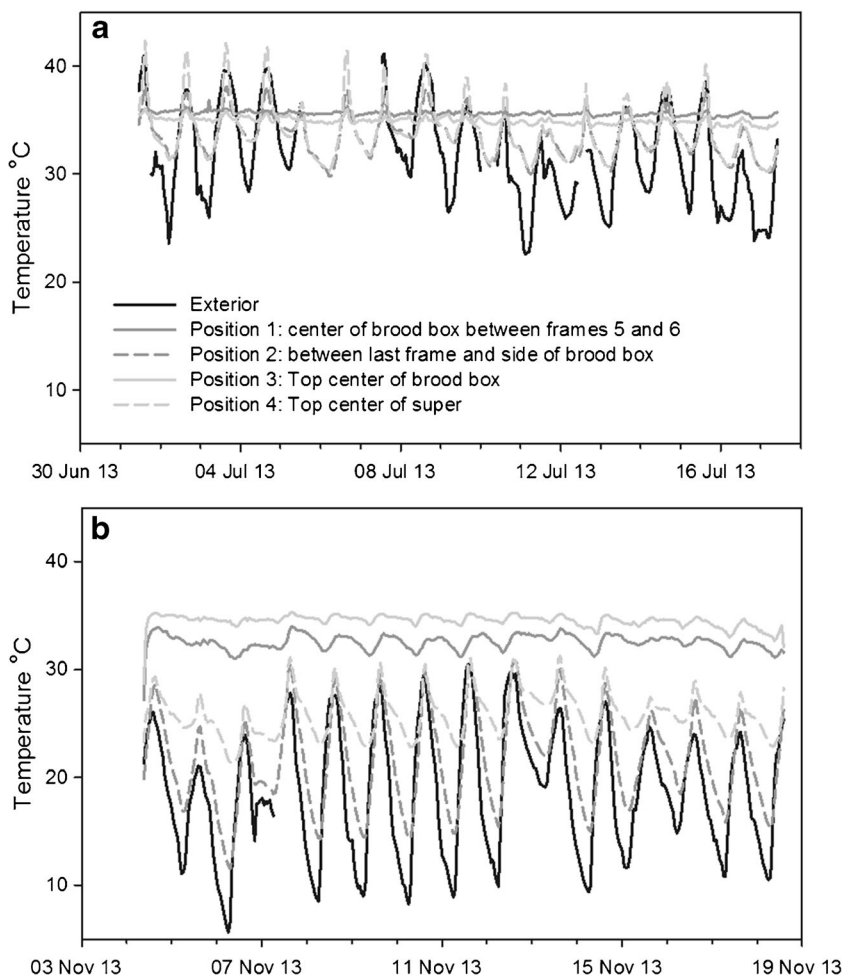 a
40
30
20
10
Temperature °C
Exterior
Position 1: center of brood box between frames 5 and 6
Position 2: between last frame and side of brood box
Position 3: Top center of brood box
Position 4: Top center of super
30 Jun 13 04 Jul 13 08 Jul 13 12 Jul 13 16 Jul 13
b
40
30
20
10
Temperature °C
03 Nov 13 07 Nov 13 11 Nov 13 15 Nov 13 19 Nov 13